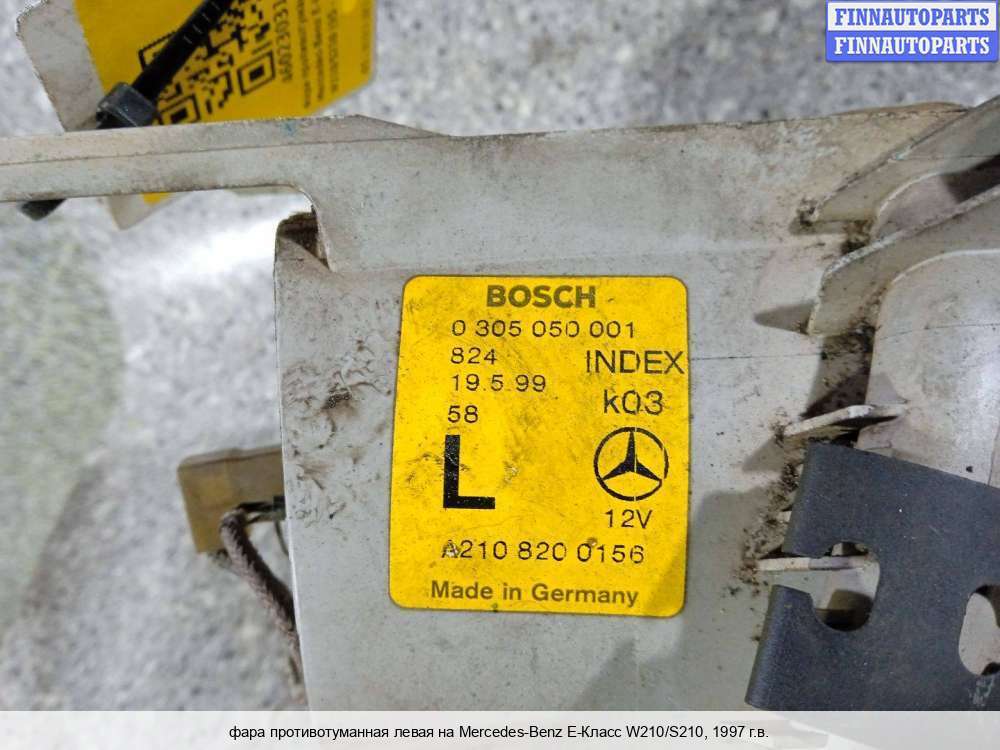 FINNAUTOPARTS
FINNAUTOPARTS
BOSCH
0 305 050 001
824
INDEX
19.5.99
k03
58
L
12V
A210 820 0156
Made in Germany
фара противотуманная левая на Mercedes-Benz E-Класс W210/S210, 1997 г.в.